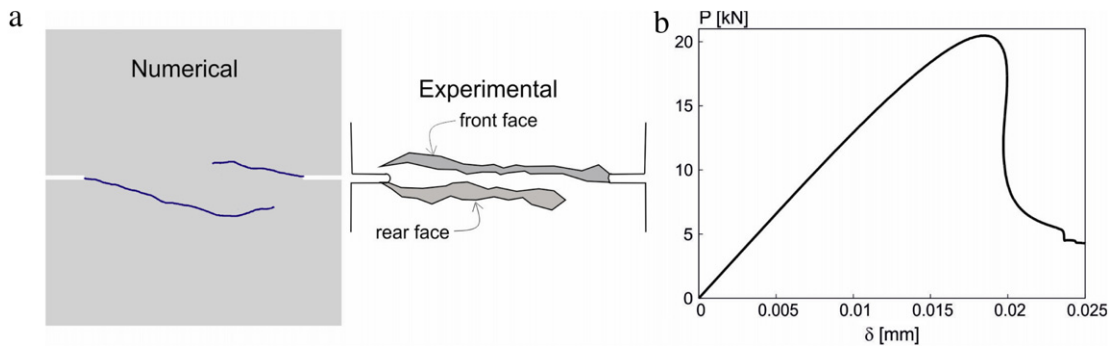 a
Numerical
Experimental
front face
rear face
b
P [kN]
20
15
10
5
0
0
0.005
0.01
0.015
0.02
0.025
δ [mm]